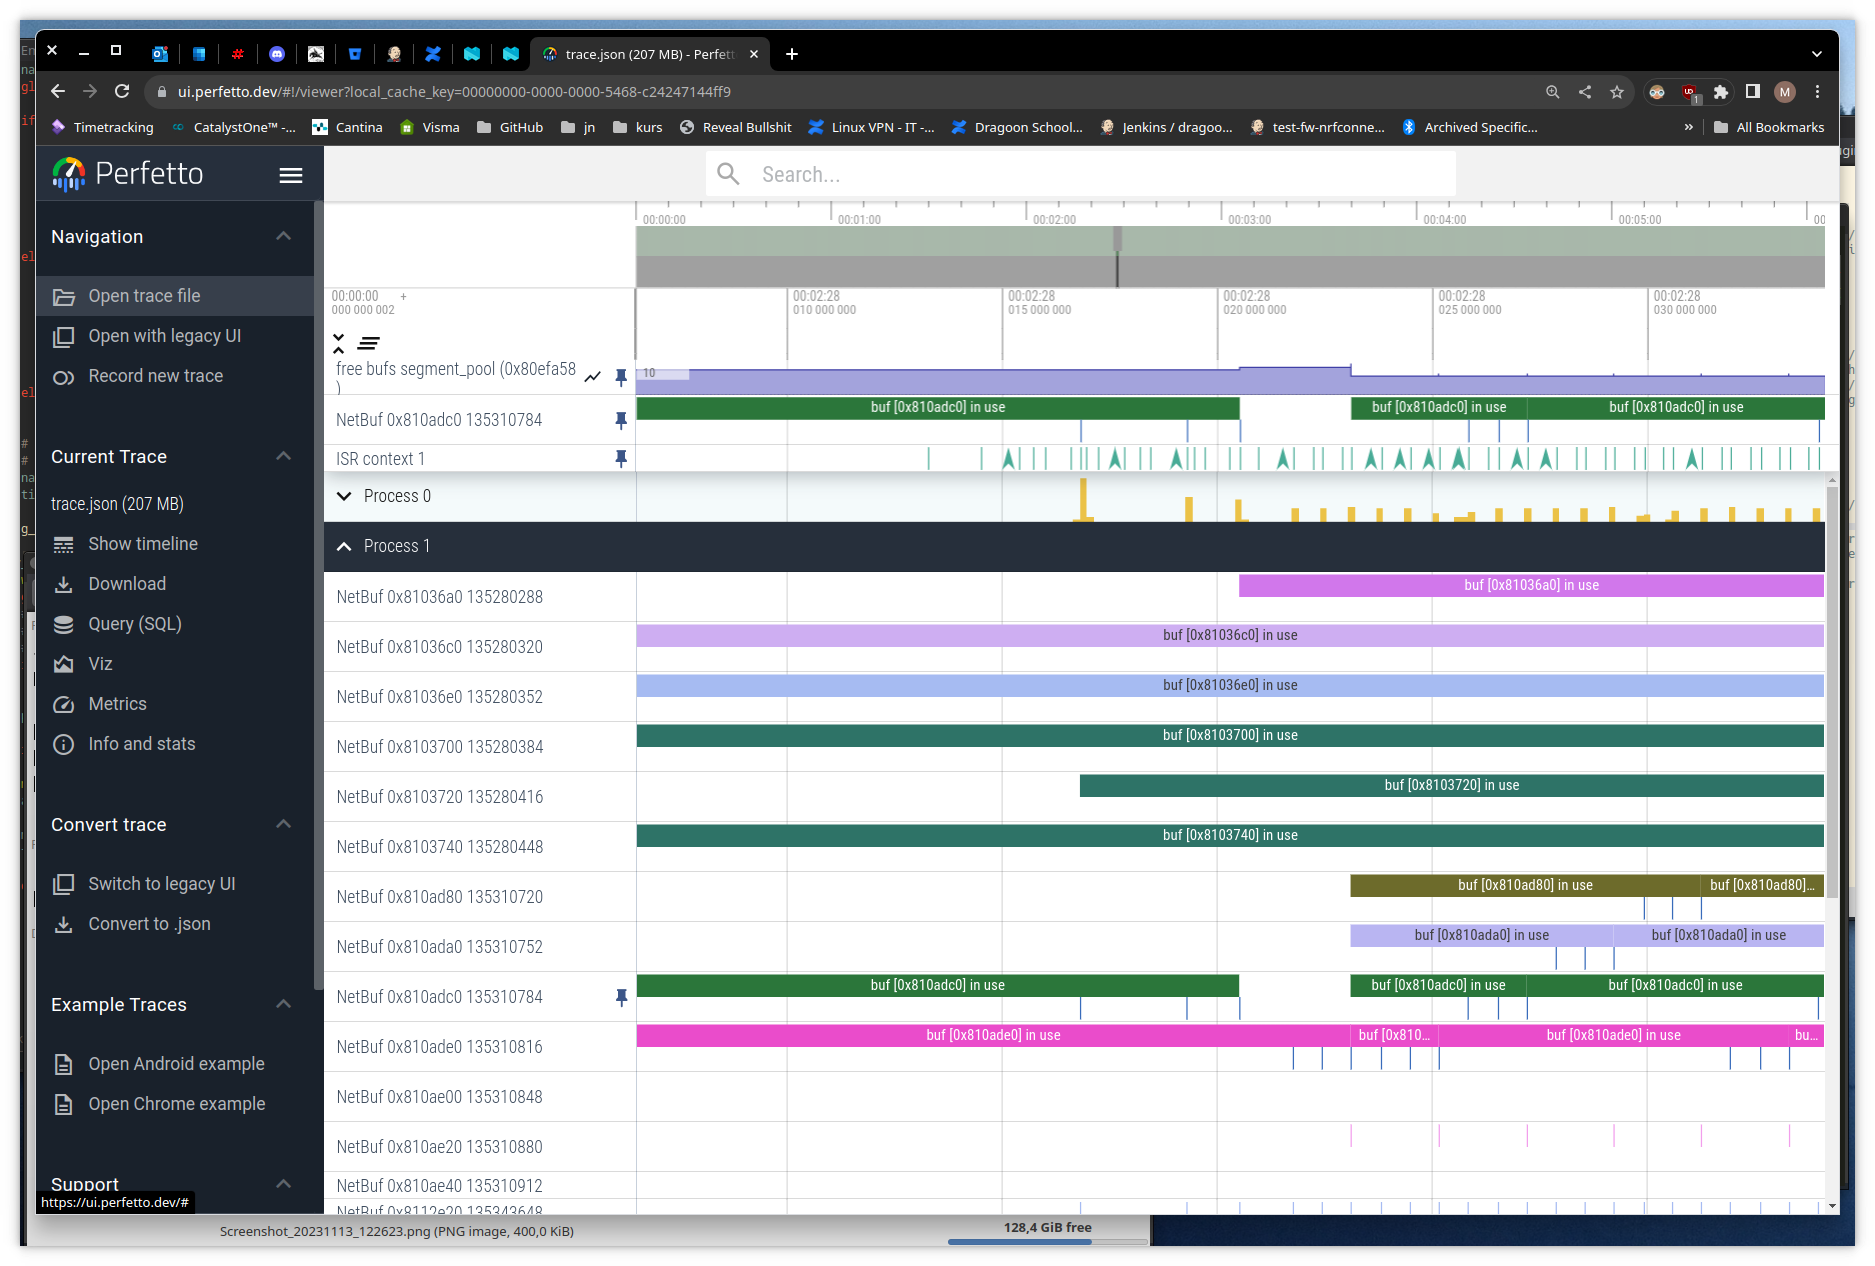 trace.json (207 MB) - Perfett
ui.perfetto.dev/#!/viewer?local_cache_key=00000000-0000-0000-5468-c24247144ff9
M
1
Timetracking
CatalystOne™ -...
Cantina
Visma
GitHub
jn
kurs
Reveal Bullshit
Linux VPN - IT -...
Dragoon School...
Jenkins / dragoo...
test-fw-nrfconne...
Archived Specific...
»
All Bookmarks
Perfetto
Search...
Navigation
Open trace file
Open with legacy UI
Record new trace
Current Trace
trace.json (207 MB)
Show timeline
Download
Query (SQL)
Viz
Metrics
Info and stats
Convert trace
Switch to legacy UI
Convert to .json
Example Traces
Open Android example
Open Chrome example
Support
https://ui.perfetto.dev/#
00:00:00
00:01:00
00:02:00
00:03:00
00:04:00
00:05:00
00
00:00:00 +
000 000 002
00:02:28
010 000 000
00:02:28
015 000 000
00:02:28
020 000 000
00:02:28
025 000 000
00:02:28
030 000 000
free bufs segment_pool (0x80efa58
)
10
NetBuf 0x810adc0 135310784
buf [0x810adc0] in use
buf [0x810adc0] in use
buf [0x810adc0] in use
ISR context 1
Process 0
Process 1
NetBuf 0x81036a0 135280288
buf [0x81036a0] in use
NetBuf 0x81036c0 135280320
buf [0x81036c0] in use
NetBuf 0x81036e0 135280352
buf [0x81036e0] in use
NetBuf 0x8103700 135280384
buf [0x8103700] in use
NetBuf 0x8103720 135280416
buf [0x8103720] in use
NetBuf 0x8103740 135280448
buf [0x8103740] in use
NetBuf 0x810ad80 135310720
buf [0x810ad80] in use
buf [0x810ad80]...
NetBuf 0x810ada0 135310752
buf [0x810ada0] in use
buf [0x810ada0] in use
NetBuf 0x810adc0 135310784
buf [0x810adc0] in use
buf [0x810adc0] in use
buf [0x810adc0] in use
NetBuf 0x810ade0 135310816
buf [0x810ade0] in use
buf [0x810...
buf [0x810ade0] in use
bu...
NetBuf 0x810ae00 135310848
NetBuf 0x810ae20 135310880
NetBuf 0x810ae40 135310912
NetBuf 0x8112e20 135343648
Screenshot_20231113_122623.png (PNG image, 400,0 KiB)
128,4 GiB free